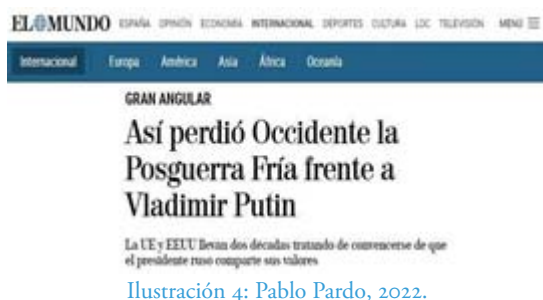 EL MUNDO ESPAÑA OPINIÓN ECONOMÍA INTERNACIONAL DEPORTES CULTURA LOC TELEVISIÓN MENÚ
Internacional Europa América Asia África Oceanía
GRAN ANGULAR
Así perdió Occidente la
Posguerra Fría frente a
Vladimir Putin
La UE y EEUU llevan dos décadas tratando de convencerse de que
el presidente ruso comparte sus valores
Ilustración 4: Pablo Pardo, 2022.